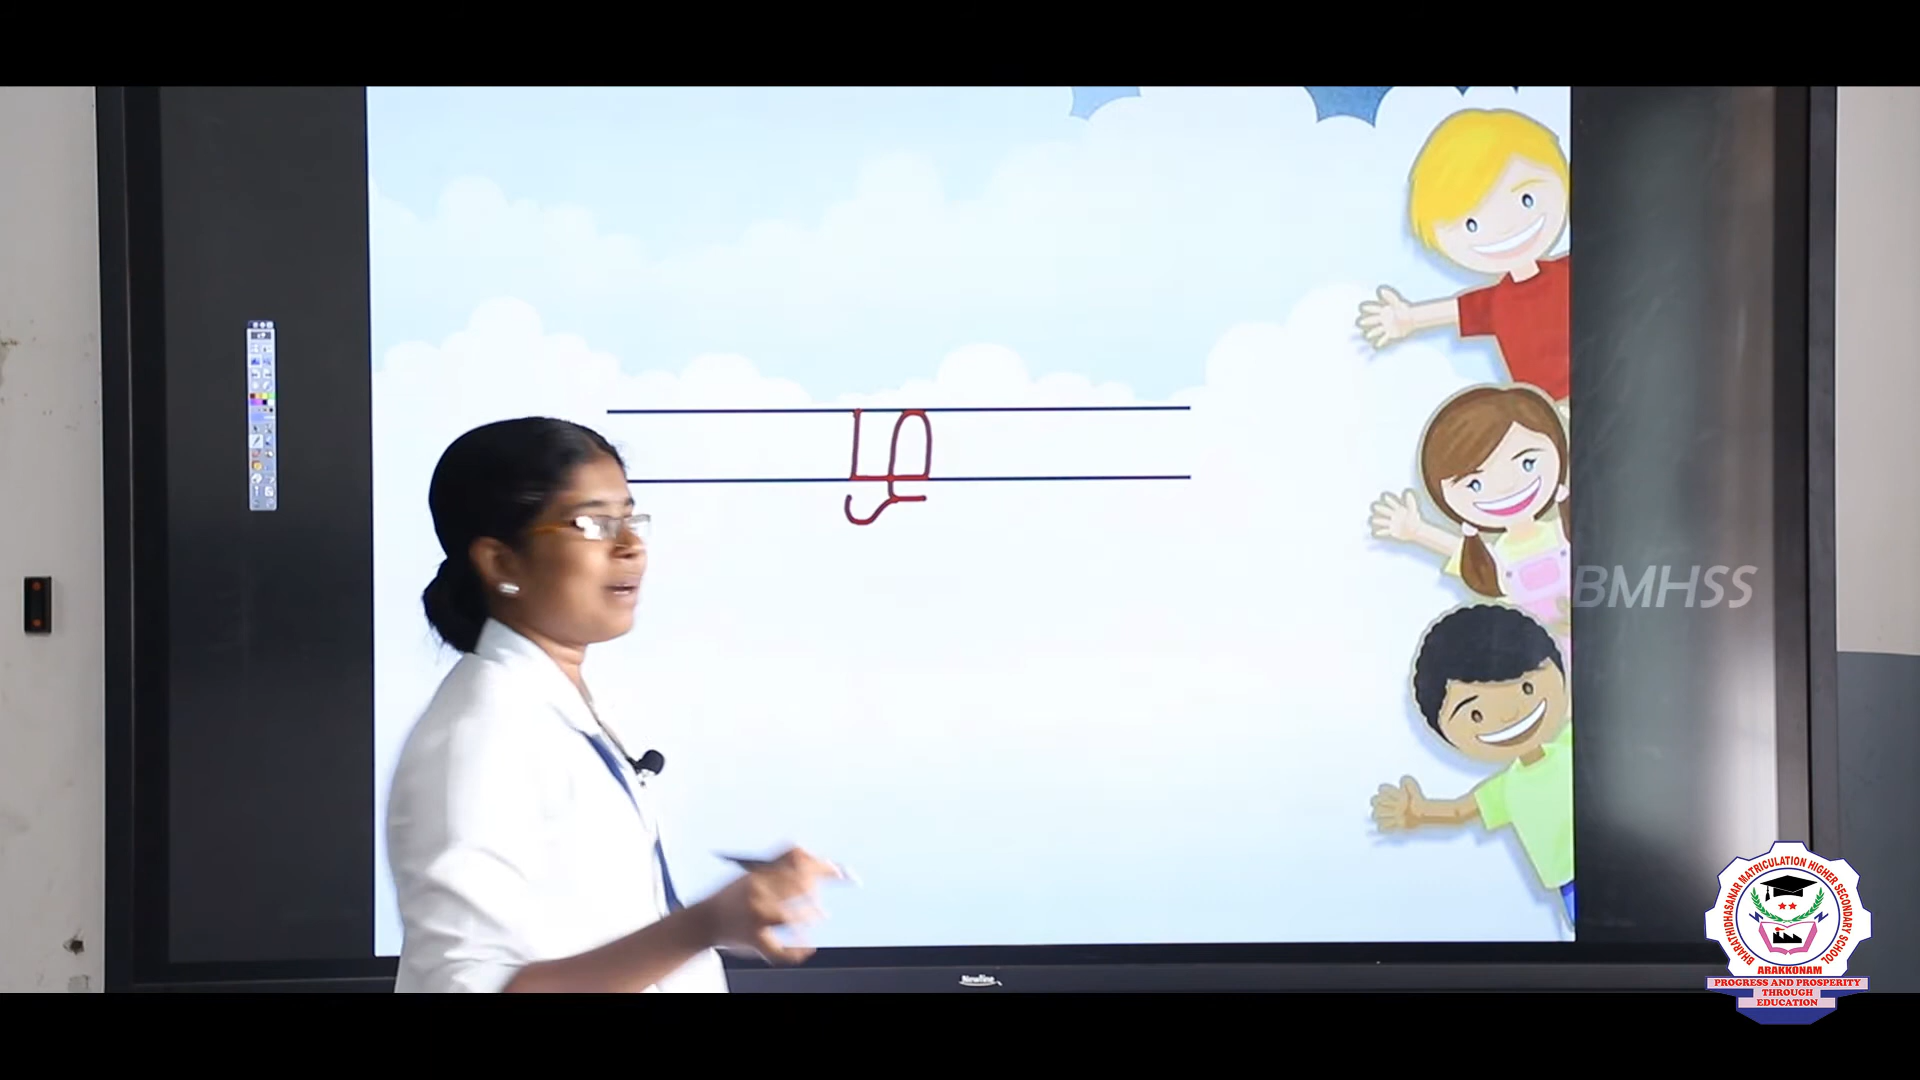 ழ
BMHSS
BHARATHIDHASANAR MATRICULATION HIGHER SECONDARY SCHOOL
ARAKKONAM
PROGRESS AND PROSPERITY
THROUGH
EDUCATION
Newline